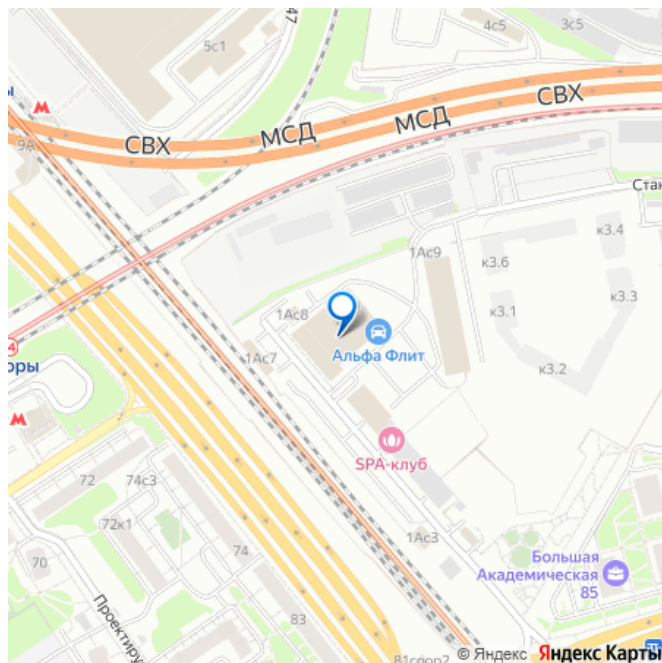 47
5с1
4с5
3с5
ы
9А
СВХ
МСД
МСД
СВХ
Стан
1Ас9
к3.4
к3.6
к3.3
к3.1
1Ас8
к3.2
Альфа Флит
1Ас7
4
оры
SPA-клуб
72
74с3
72к1
1Ас3
74
70
Большая
Академическая
85
Проектиру
83
81
© Яндекс
Яндекс Карты